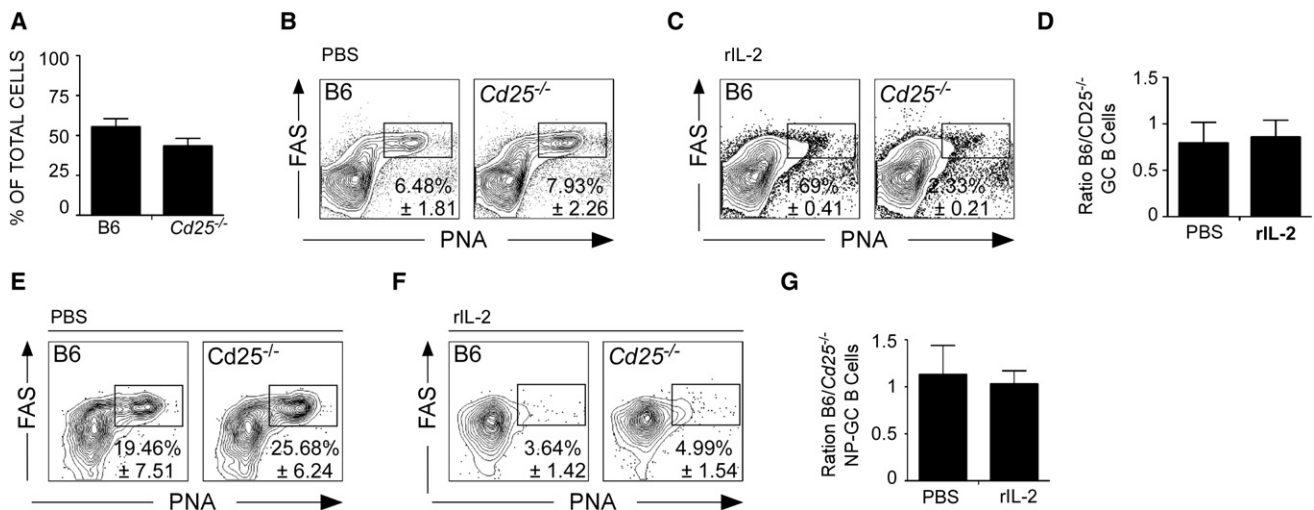 A
% OF TOTAL CELLS
100
75
50
25
0
B6
Cd25-/-
B
PBS
FAS
B6
6.48%
± 1.81
Cd25-/-
7.93%
± 2.26
PNA
C
rIL-2
FAS
B6
1.69%
± 0.41
Cd25-/-
2.33%
± 0.21
PNA
D
Ratio B6/CD25-/-
GC B Cells
1.5
1
0.5
0
PBS
rIL-2
E
PBS
FAS
B6
19.46%
± 7.51
Cd25-/-
25.68%
± 6.24
PNA
F
rIL-2
FAS
B6
3.64%
± 1.42
Cd25-/-
4.99%
± 1.54
PNA
G
Ration B6/Cd25-/-
NP-GC B Cells
1.5
1
1.5
0
PBS
rIL-2